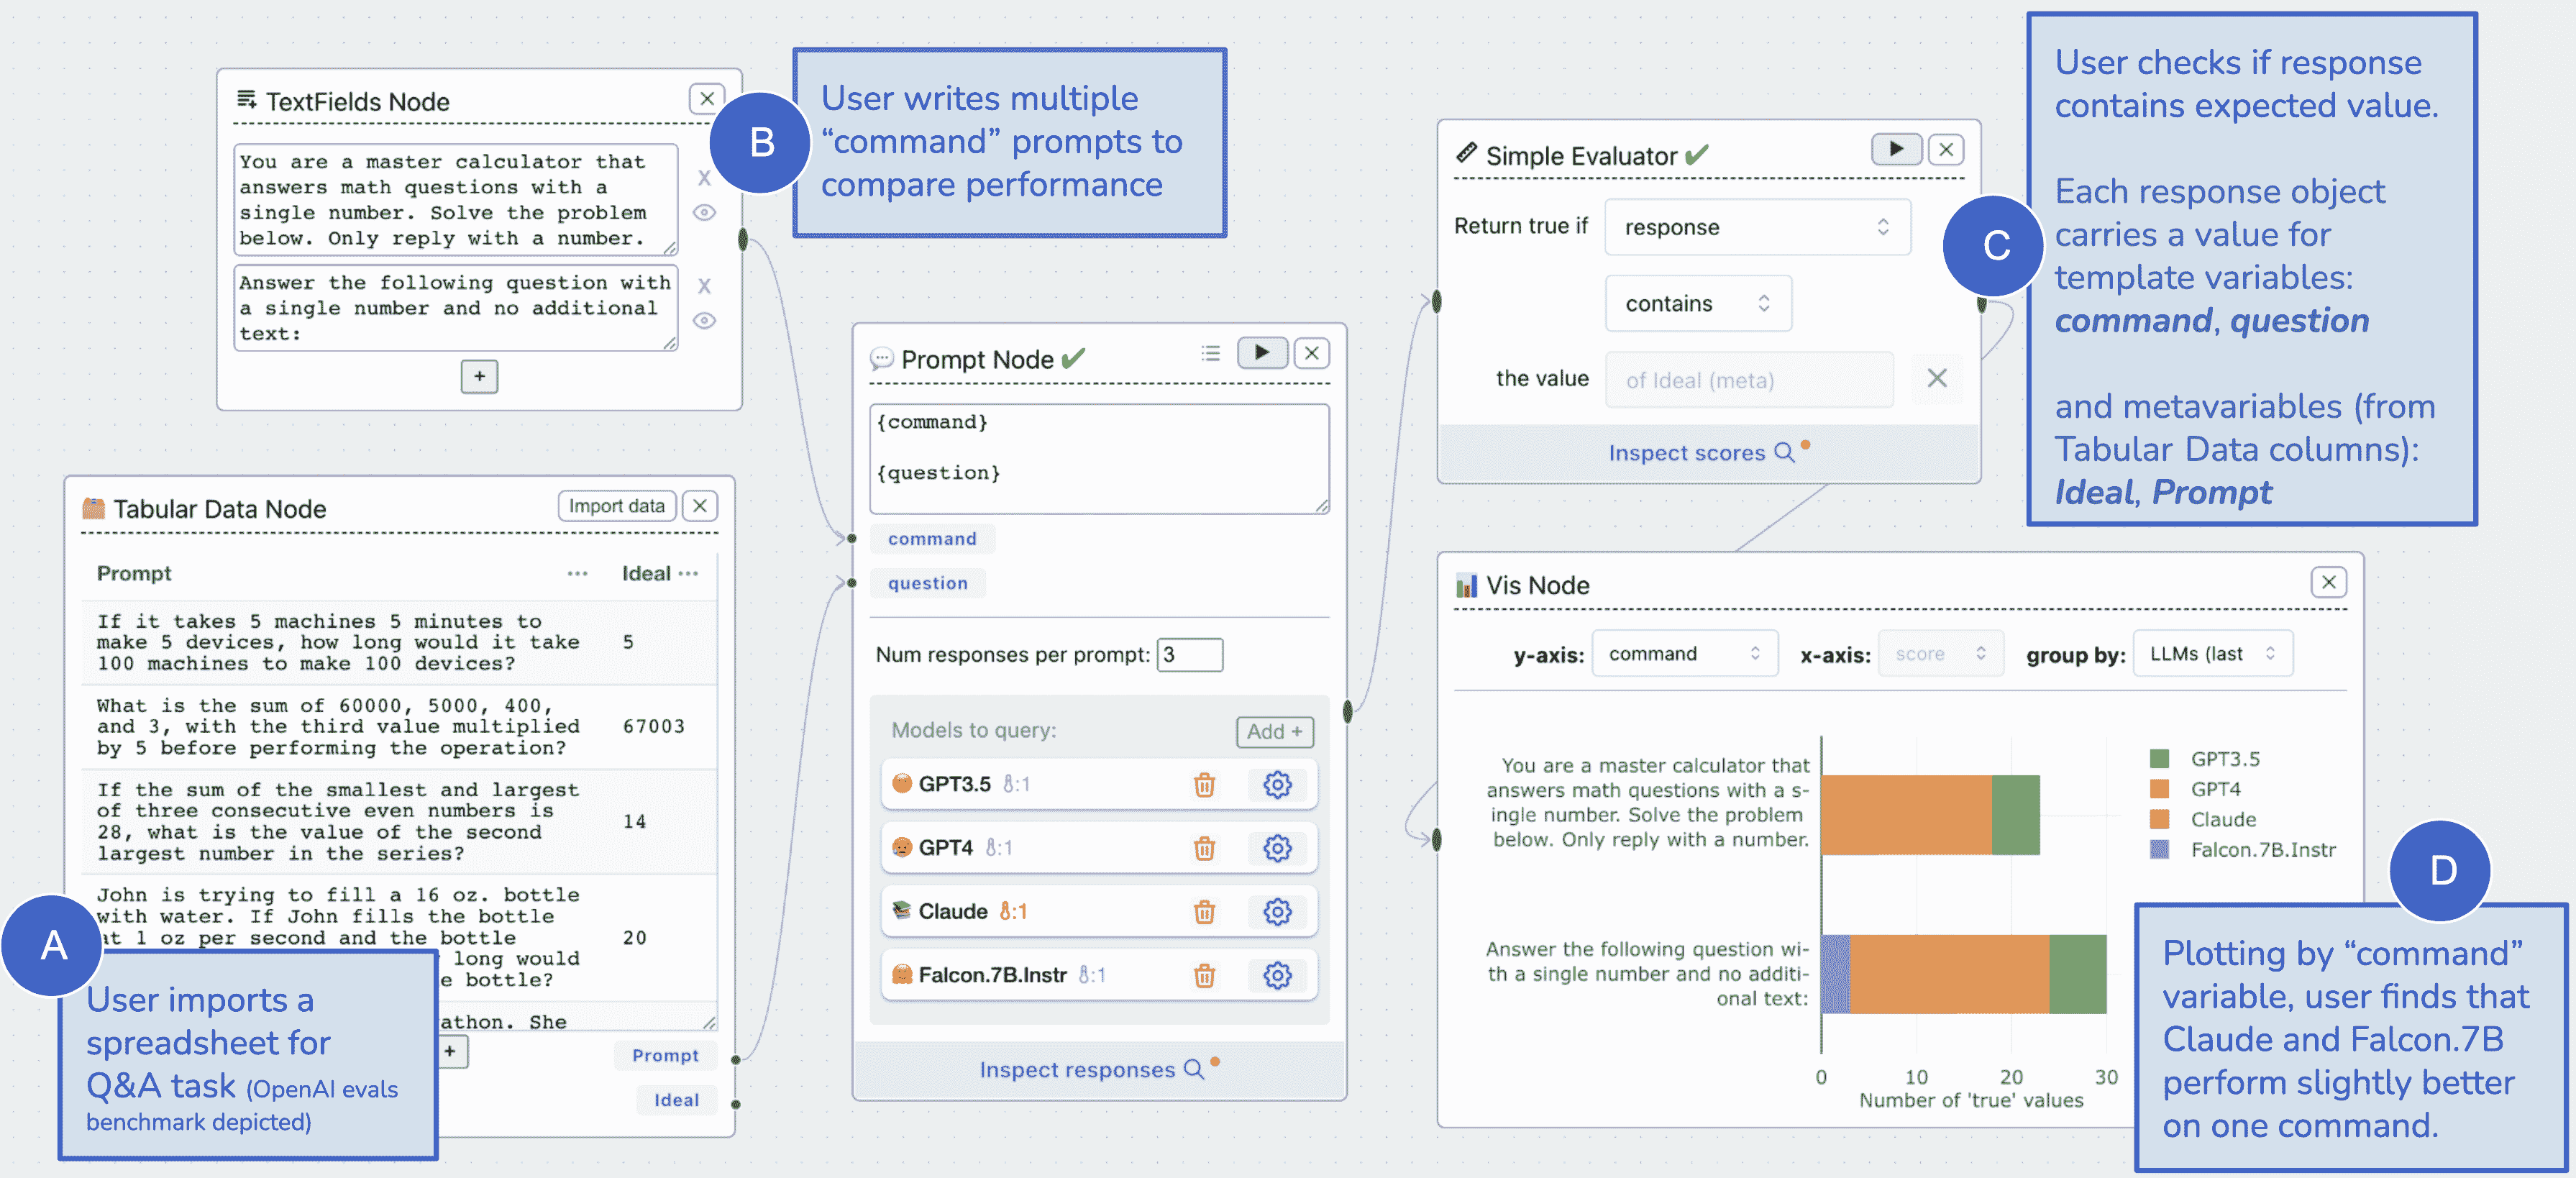 TextFields Node
You are a master calculator that
answers math questions with a
single number. Solve the problem
below. Only reply with a number.
X
Answer the following question with
a single number and no additional
text:
X
+
B
User writes multiple
“command” prompts to
compare performance
Tabular Data Node
Import data
Prompt
Ideal
If it takes 5 machines 5 minutes to
make 5 devices, how long would it take
100 machines to make 100 devices?
5
What is the sum of 60000, 5000, 400,
and 3, with the third value multiplied
by 5 before performing the operation?
67003
If the sum of the smallest and largest
of three consecutive even numbers is
28, what is the value of the second
largest number in the series?
14
John is trying to fill a 16 oz. bottle
with water. If John fills the bottle
at 1 oz per second and the bottle
long would
e bottle?
20
athon. She
+
Prompt
Ideal
A
User imports a
spreadsheet for
Q&A task (OpenAI evals
benchmark depicted)
Prompt Node
{command}
{question}
command
question
Num responses per prompt: 3
Models to query:
Add +
GPT3.5 :1
GPT4 :1
Claude :1
Falcon.7B.Instr :1
Inspect responses
Simple Evaluator
Return true if response
contains
the value of Ideal (meta)
Inspect scores
C
User checks if response
contains expected value.
Each response object
carries a value for
template variables:
command, question
and metavariables (from
Tabular Data columns):
Ideal, Prompt
Vis Node
y-axis: command x-axis: score group by: LLMs (last
You are a master calculator that
answers math questions with a s-
ingle number. Solve the problem
below. Only reply with a number.
Answer the following question wi-
th a single number and no additi-
onal text:
0 10 20 30
Number of 'true' values
GPT3.5
GPT4
Claude
Falcon.7B.Instr
D
Plotting by “command”
variable, user finds that
Claude and Falcon.7B
perform slightly better
on one command.